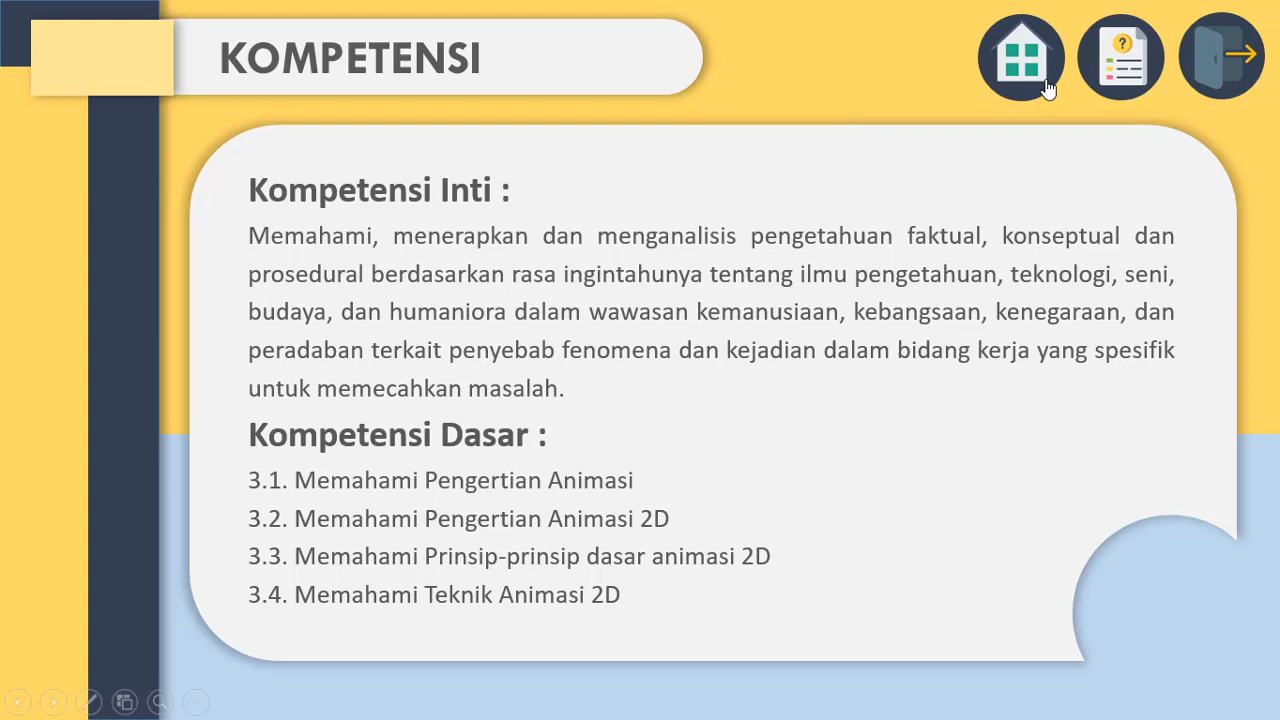 KOMPETENSI
?
Kompetensi Inti :
Memahami, menerapkan dan menganalisis pengetahuan faktual, konseptual dan
prosedural berdasarkan rasa ingintahunya tentang ilmu pengetahuan, teknologi, seni,
budaya, dan humaniora dalam wawasan kemanusiaan, kebangsaan, kenegaraan, dan
peradaban terkait penyebab fenomena dan kejadian dalam bidang kerja yang spesifik
untuk memecahkan masalah.
Kompetensi Dasar :
3.1. Memahami Pengertian Animasi
3.2. Memahami Pengertian Animasi 2D
3.3. Memahami Prinsip-prinsip dasar animasi 2D
3.4. Memahami Teknik Animasi 2D